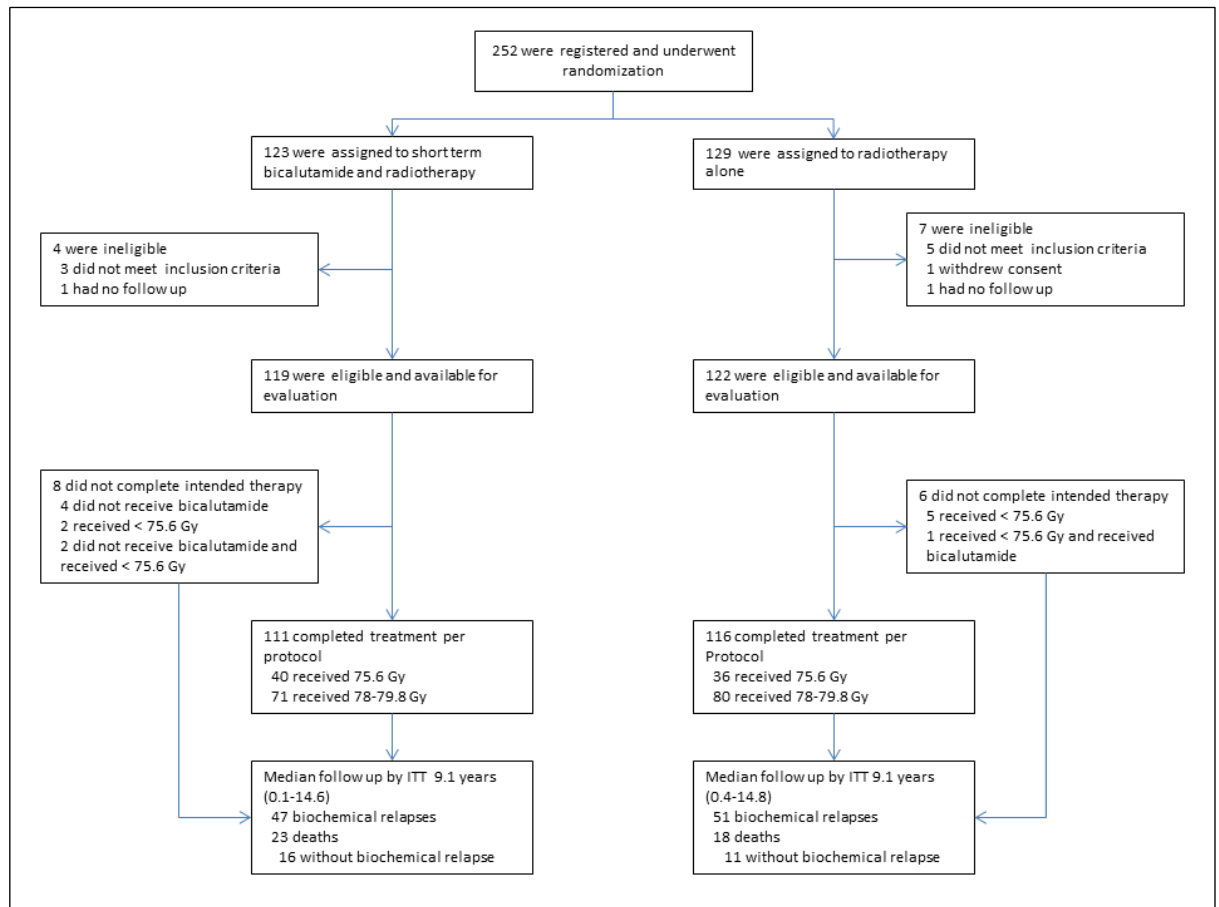 252 were registered and underwent
randomization
123 were assigned to short term
bicalutamide and radiotherapy
129 were assigned to radiotherapy
alone
4 were ineligible
3 did not meet inclusion criteria
1 had no follow up
7 were ineligible
5 did not meet inclusion criteria
1 withdrew consent
1 had no follow up
119 were eligible and available for
evaluation
122 were eligible and available for
evaluation
8 did not complete intended therapy
4 did not receive bicalutamide
2 received < 75.6 Gy
2 did not receive bicalutamide and
received < 75.6 Gy
6 did not complete intended therapy
5 received < 75.6 Gy
1 received < 75.6 Gy and received
bicalutamide
111 completed treatment per
protocol
40 received 75.6 Gy
71 received 78-79.8 Gy
116 completed treatment per
Protocol
36 received 75.6 Gy
80 received 78-79.8 Gy
Median follow up by ITT 9.1 years
(0.1-14.6)
47 biochemical relapses
23 deaths
16 without biochemical relapse
Median follow up by ITT 9.1 years
(0.4-14.8)
51 biochemical relapses
18 deaths
11 without biochemical relapse